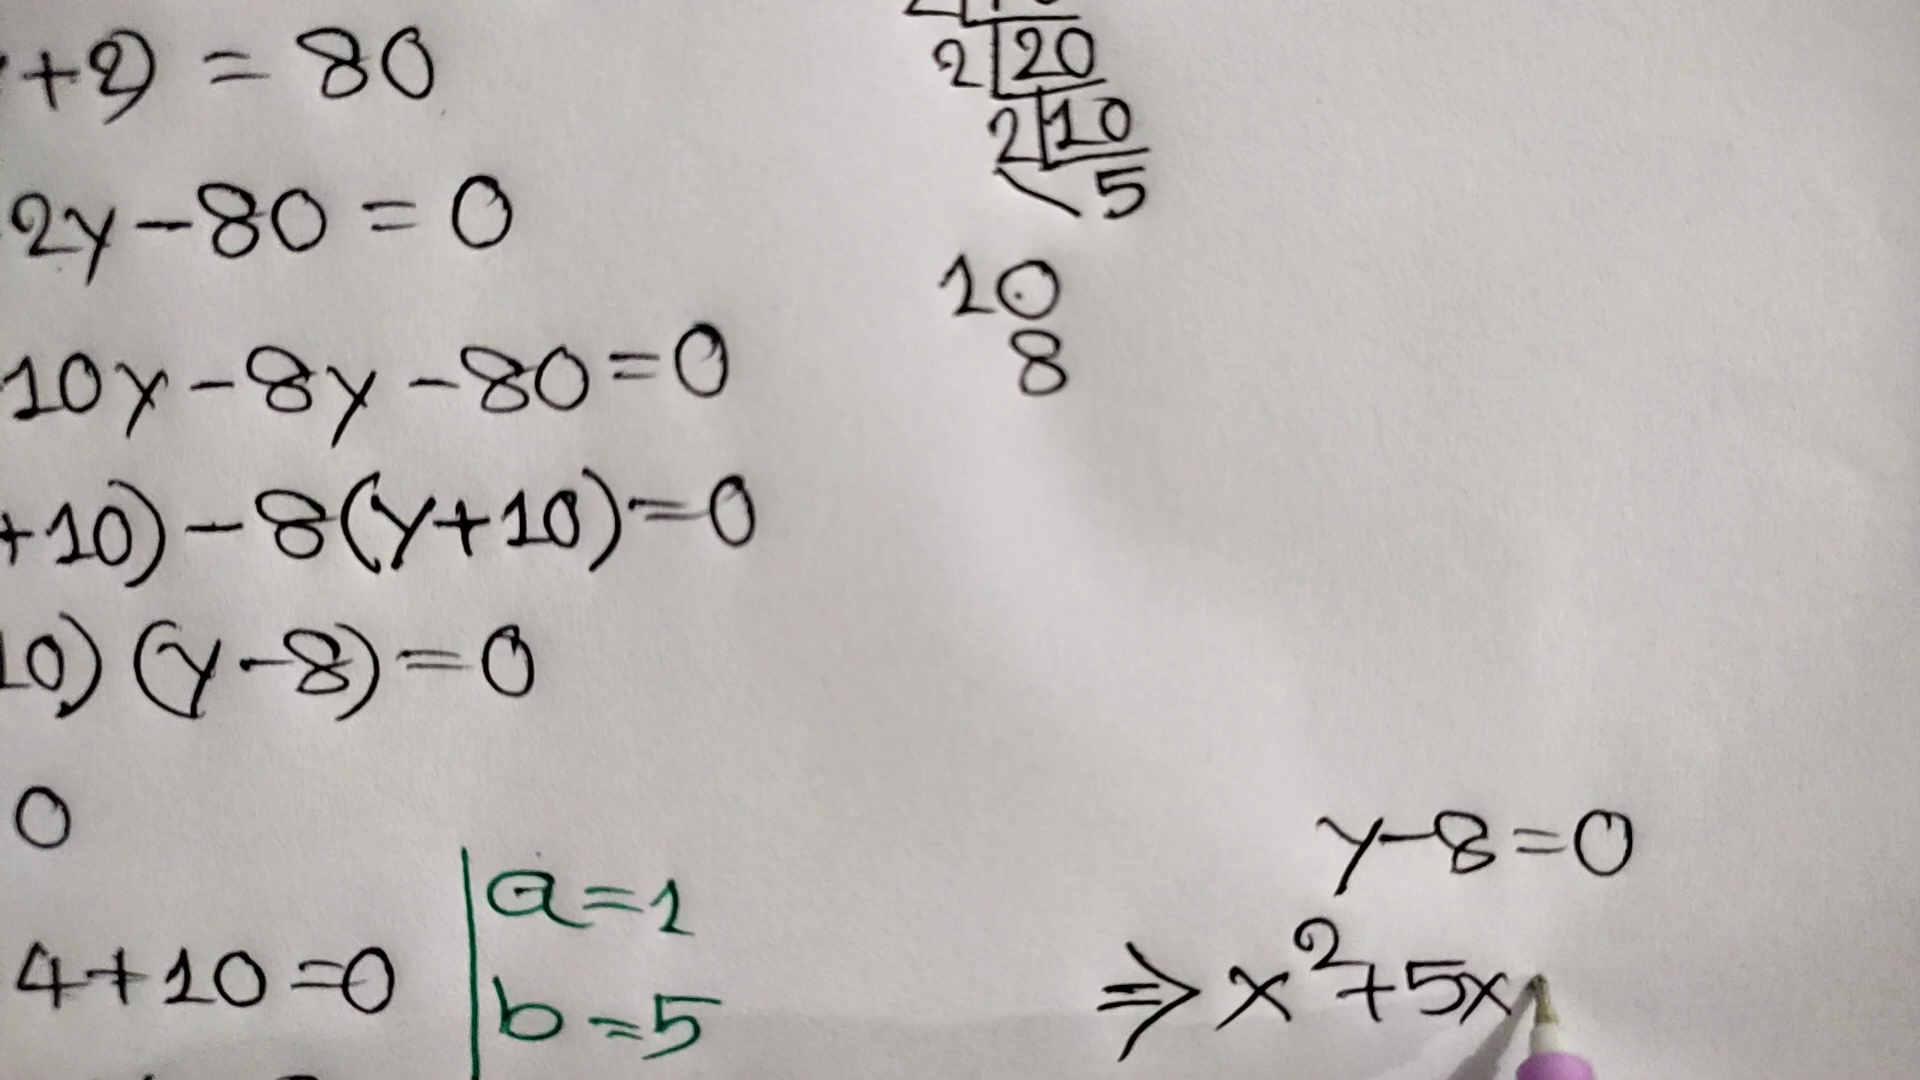 +2) = 80
2y-80=0
10y-8y-80=0
+10)-8(y+10)=0
10)(y-8)=0
0
4+10=0
a=1
b=5
2|20
2|10
5
10
8
y-8=0
⇒x²+5x